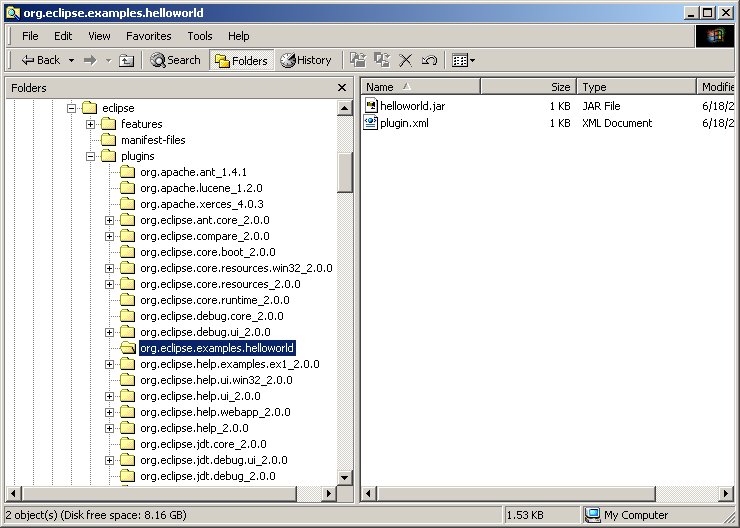 org.eclipse.examples.helloworld
File Edit View Favorites Tools Help
Back Search Folders History
Folders
eclipse
features
manifest-files
plugins
org.apache.ant_1.4.1
org.apache.lucene_1.2.0
org.apache.xerces_4.0.3
org.eclipse.ant.core_2.0.0
org.eclipse.compare_2.0.0
org.eclipse.core.boot_2.0.0
org.eclipse.core.resources.win32_2.0.0
org.eclipse.core.resources_2.0.0
org.eclipse.core.runtime_2.0.0
org.eclipse.debug.core_2.0.0
org.eclipse.debug.ui_2.0.0
org.eclipse.examples.helloworld
org.eclipse.help.examples.ex1_2.0.0
org.eclipse.help.ui.win32_2.0.0
org.eclipse.help.ui_2.0.0
org.eclipse.help.webapp_2.0.0
org.eclipse.help_2.0.0
org.eclipse.jdt.core_2.0.0
org.eclipse.jdt.debug.ui_2.0.0
org.eclipse.jdt.debug_2.0.0
Name Size Type Modifie
helloworld.jar 1 KB JAR File 6/18/2
plugin.xml 1 KB XML Document 6/18/2
2 object(s) (Disk free space: 8.16 GB) 1.53 KB My Computer